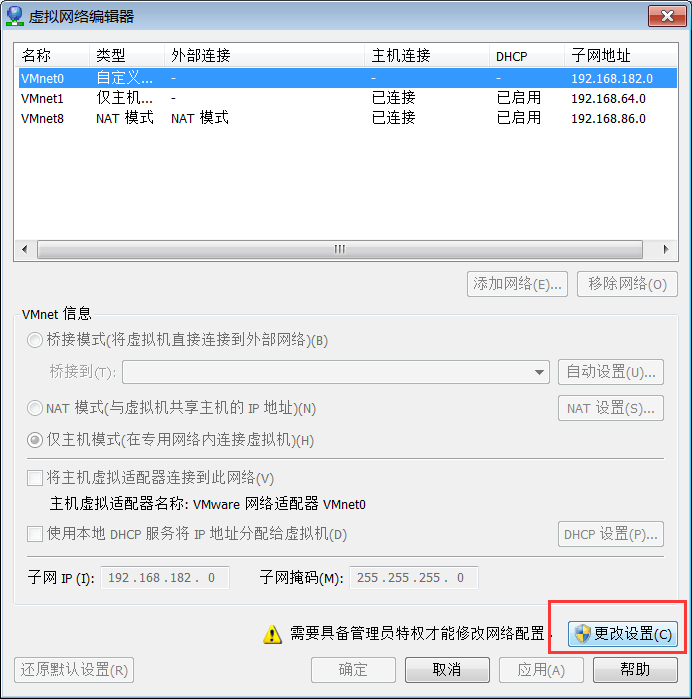 虚拟网络编辑器
名称 类型 外部连接 主机连接 DHCP 子网地址
VMnet0 自定义... - - - 192.168.182.0
VMnet1 仅主机... - 已连接 已启用 192.168.64.0
VMnet8 NAT 模式 NAT 模式 已连接 已启用 192.168.86.0
添加网络(E)... 移除网络(O)
VMnet 信息
桥接模式(将虚拟机直接连接到外部网络)(B)
桥接到(T): 自动设置(U)...
NAT 模式(与虚拟机共享主机的 IP 地址)(N) NAT 设置(S)...
仅主机模式(在专用网络内连接虚拟机)(H)
将主机虚拟适配器连接到此网络(V)
主机虚拟适配器名称: VMware 网络适配器 VMnet0
使用本地 DHCP 服务将 IP 地址分配给虚拟机(D) DHCP 设置(P)...
子网 IP (I): 192 . 168 . 182 . 0 子网掩码(M): 255 . 255 . 255 . 0
需要具备管理员特权才能修改网络配置. 更改设置(C)
还原默认设置(R) 确定 取消 应用(A) 帮助